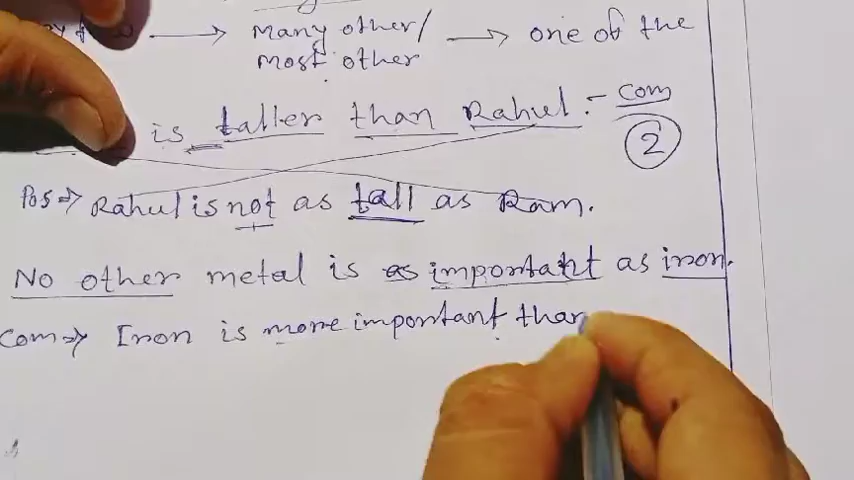 ⟶ many other/ ⟶ one of the
most other
is taller than Rahul :- com
2
Pos ⇒ Rahul is not as tall as Ram.
No other metal is as important as iron.
Com ⇒ Iron is more important than